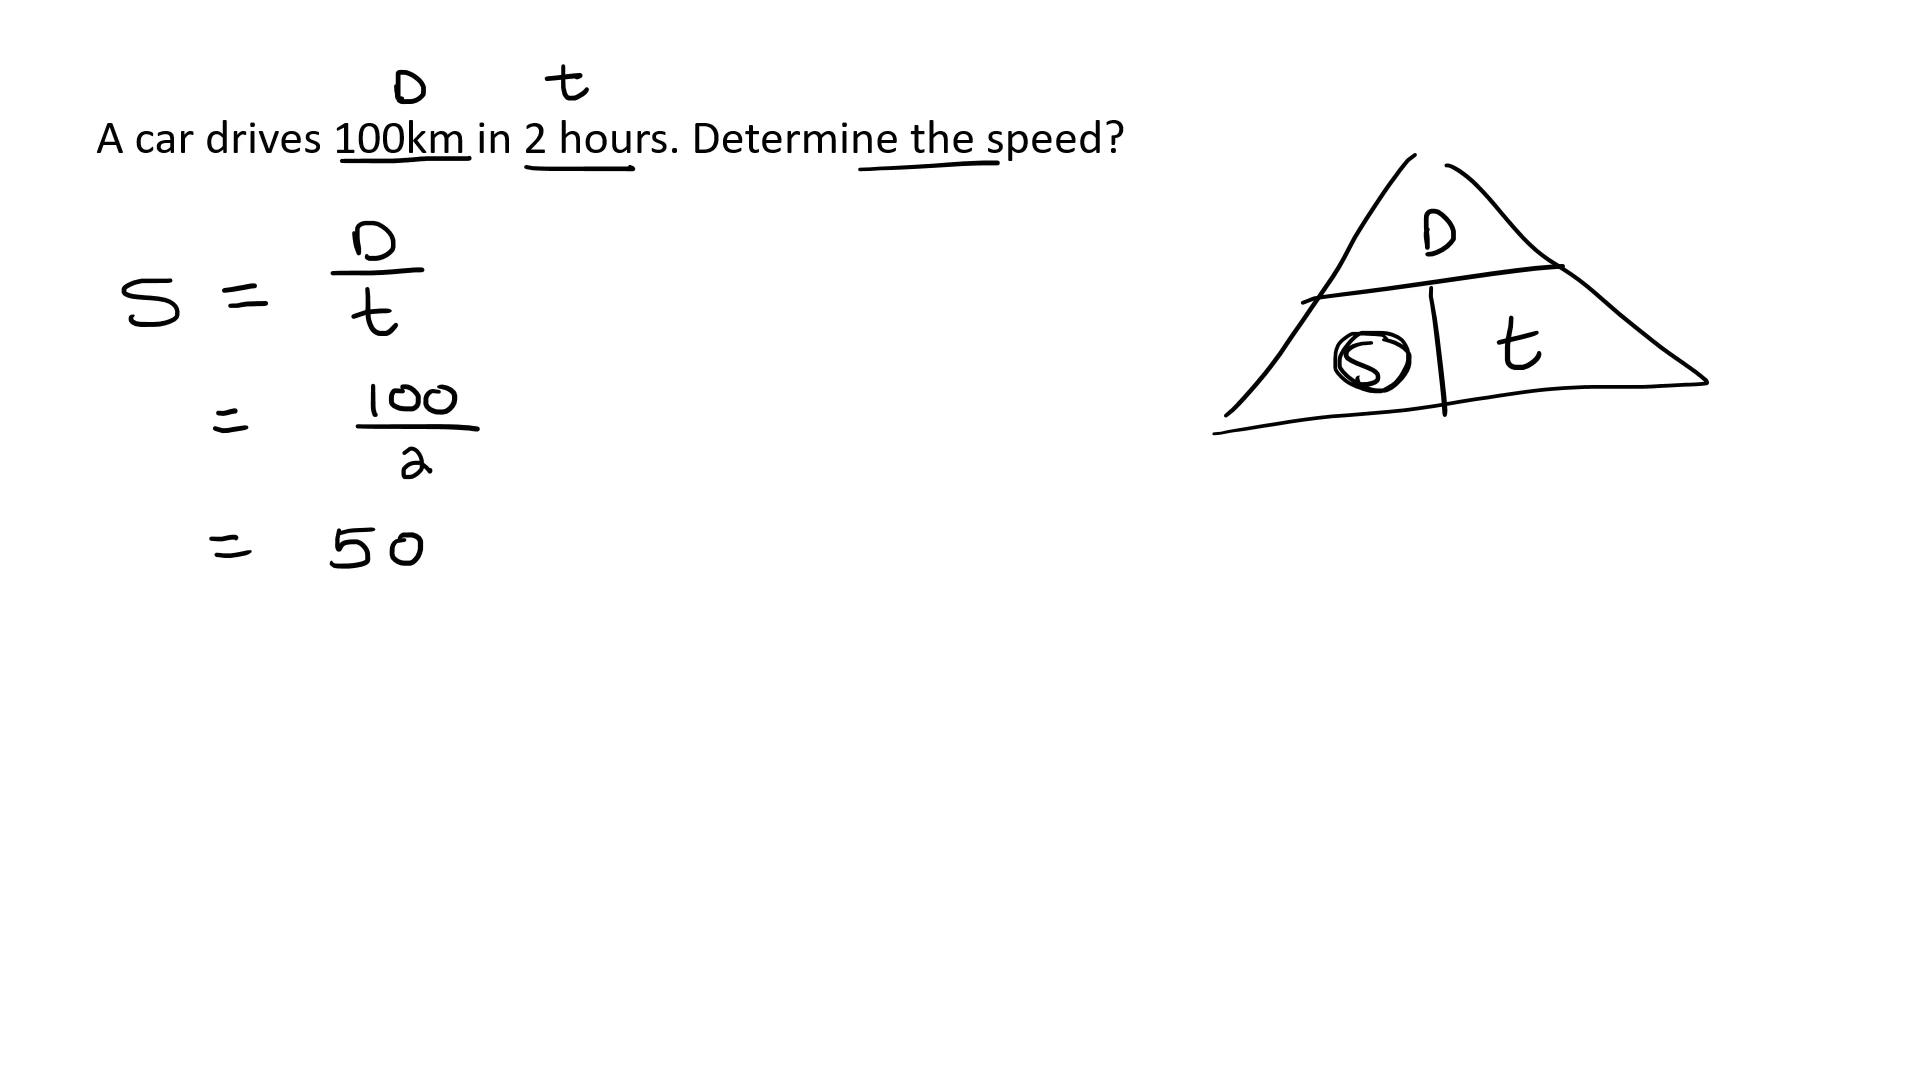 D t
A car drives 100km in 2 hours. Determine the speed?
S = D/t
= 100/2
= 50
D
S t